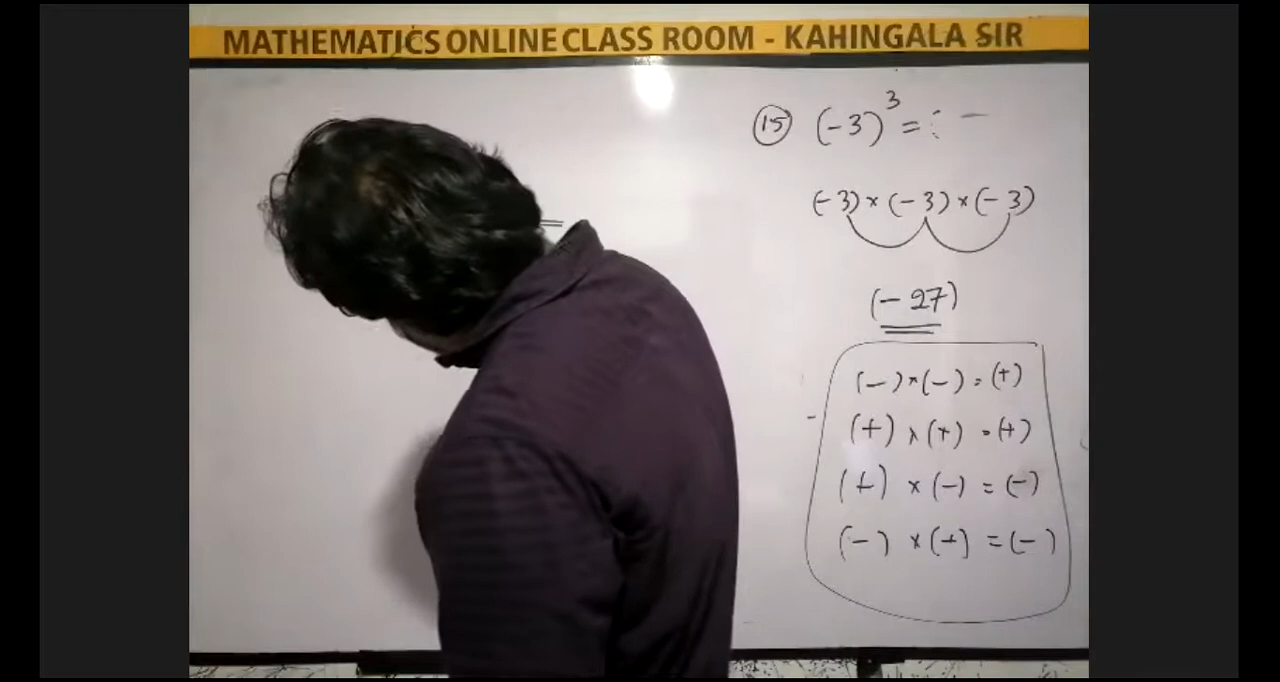 MATHEMATICS ONLINE CLASS ROOM - KAHINGALA SIR
15 (-3)³ =
(-3) × (-3) × (-3)
(-27)
(-) × (-) = (+)
(+) × (+) = (+)
(+) × (-) = (-)
(-) × (+) = (-)